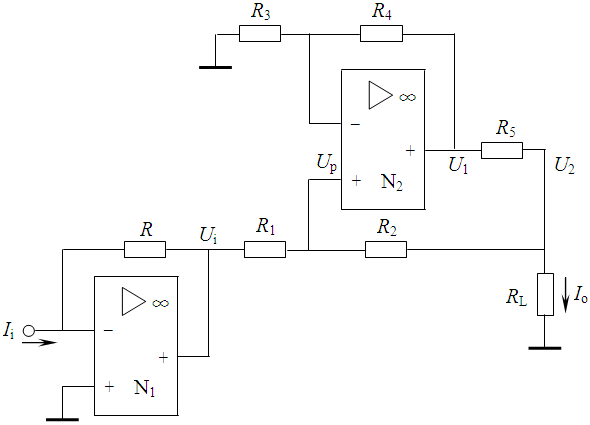 R3 R4
∞
−
R5
+ U1 U2
Up
+ N2
R Ui R1 R2
∞
RL Io
Ii
−
+
+ N1